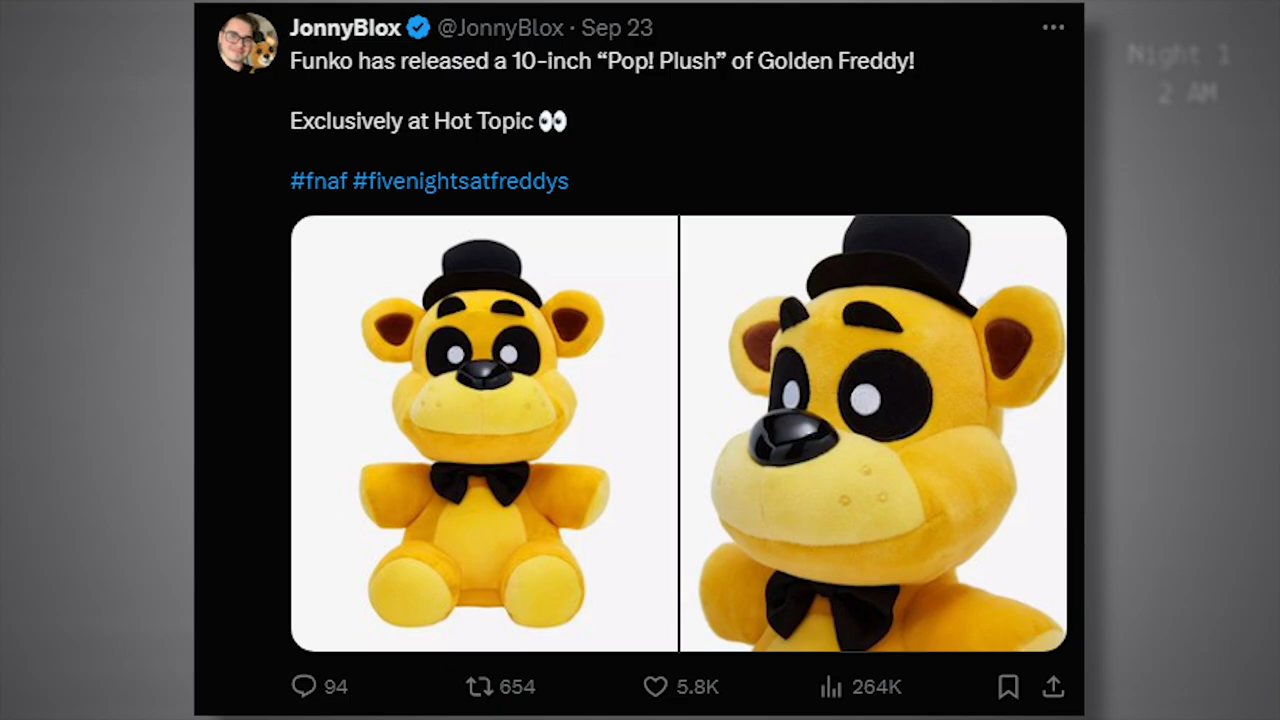 JonnyBlox @JonnyBlox · Sep 23
Funko has released a 10-inch “Pop! Plush” of Golden Freddy!
Exclusively at Hot Topic 👀
#fnaf #fivenightsatfreddys
94 654 5.8K 264K
Night 1
2 AM